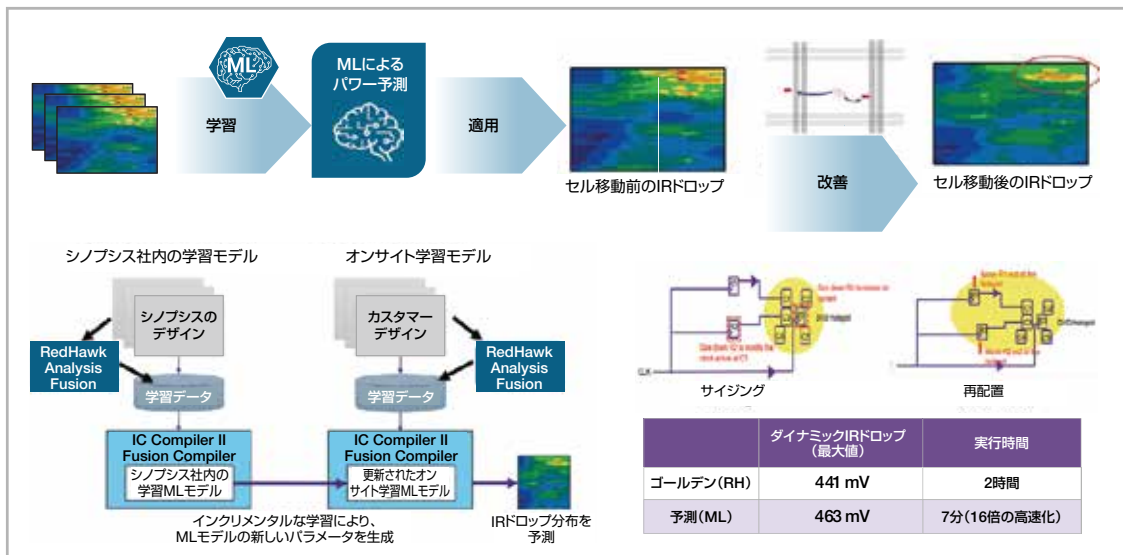 ML
学習
MLによる
パワー予測
適用
セル移動前のIRドロップ
改善
セル移動後のIRドロップ
シノプシス社内の学習モデル
オンサイト学習モデル
シノプシスの
デザイン
RedHawk
Analysis
Fusion
学習データ
IC Compiler II
Fusion Compiler
シノプシス社内の
学習MLモデル
カスタマー
デザイン
RedHawk
Analysis
Fusion
学習データ
IC Compiler II
Fusion Compiler
更新されたオン
サイト学習MLモデル
インクリメンタルな学習により、
MLモデルの新しいパラメータを生成
IRドロップ分布を
予測
CLK
サイジング
再配置
ダイナミックIRドロップ
(最大値)
実行時間
ゴールデン(RH) 441 mV 2時間
予測(ML) 463 mV 7分(16倍の高速化)